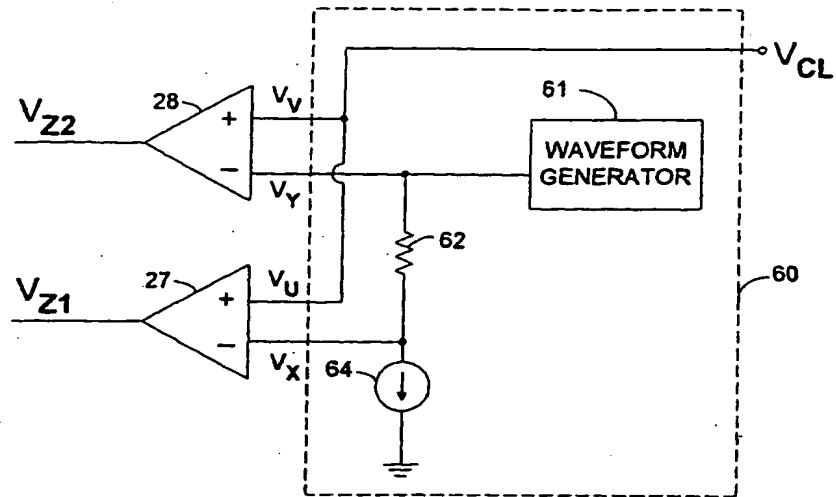 V_CL
61
28
V_Z2
V_V
+
WAVEFORM
GENERATOR
−
V_Y
62
27
V_U
60
V_Z1
+
−
V_X
64